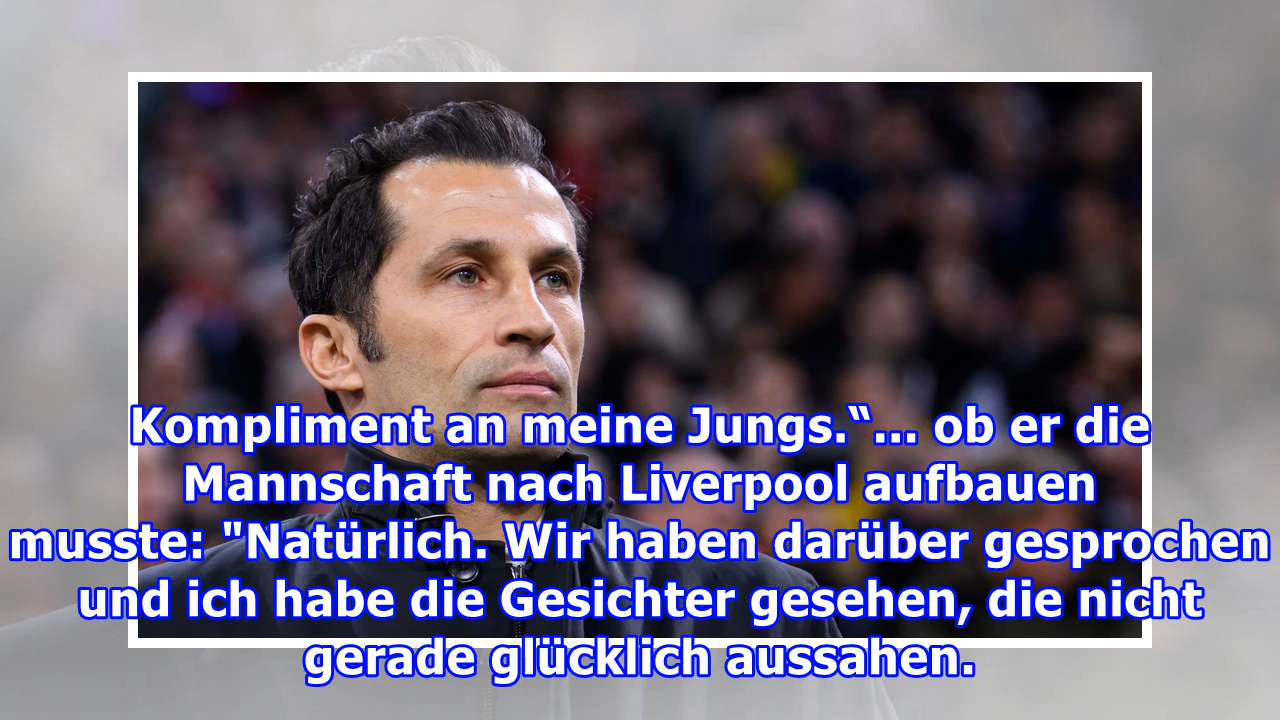 Kompliment an meine Jungs.“... ob er die
Mannschaft nach Liverpool aufbauen
musste: "Natürlich. Wir haben darüber gesprochen
und ich habe die Gesichter gesehen, die nicht
gerade glücklich aussahen.